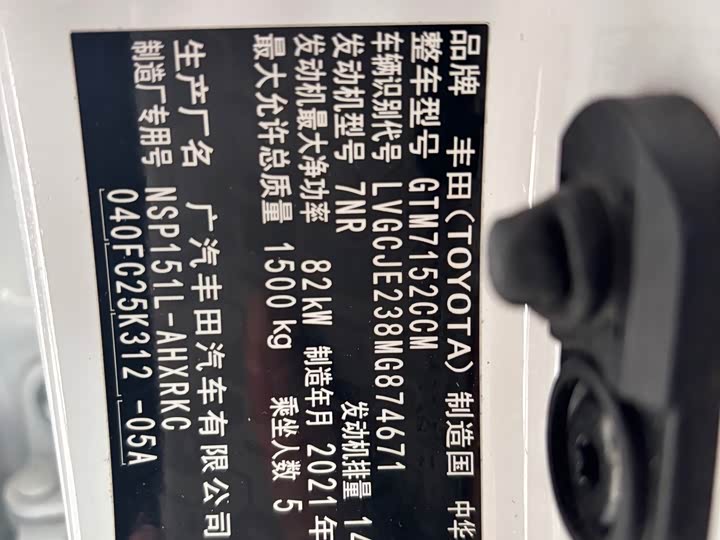 品牌 丰田(TOYOTA) 制造国 中华
整车型号 GTM7152CCM
车辆识别代号 LVGCJE238MG874671
发动机型号 7NR 发动机排量 14
发动机最大净功率 82kW 制造年月 2021年
最大允许总质量 1500kg 乘坐人数 5
生产厂名 广汽丰田汽车有限公司
制造厂专用号 NSP151L-AHXRKC
040FC25K312 -05A